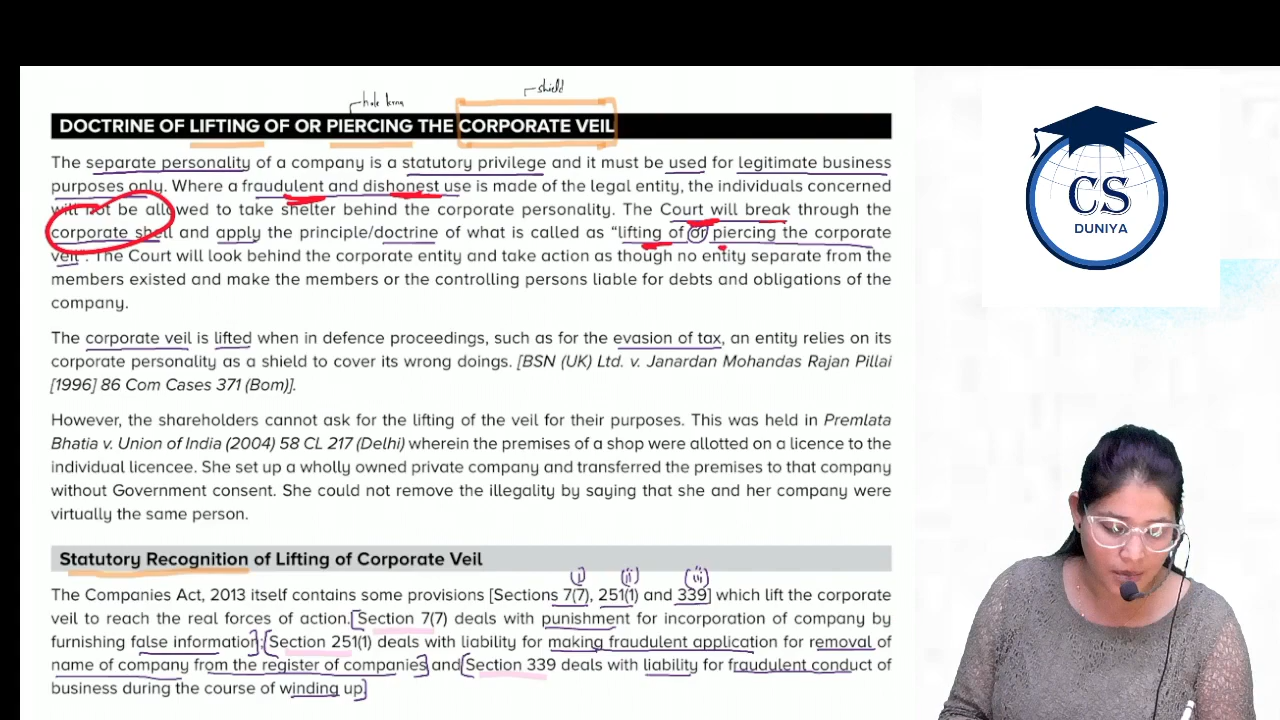 hole krna
shield
DOCTRINE OF LIFTING OF OR PIERCING THE CORPORATE VEIL
The separate personality of a company is a statutory privilege and it must be used for legitimate business
purposes only. Where a fraudulent and dishonest use is made of the legal entity, the individuals concerned
will not be allowed to take shelter behind the corporate personality. The Court will break through the
corporate shell and apply the principle/doctrine of what is called as “lifting of or piercing the corporate
veil”. The Court will look behind the corporate entity and take action as though no entity separate from the
members existed and make the members or the controlling persons liable for debts and obligations of the
company.
The corporate veil is lifted when in defence proceedings, such as for the evasion of tax, an entity relies on its
corporate personality as a shield to cover its wrong doings. [BSN (UK) Ltd. v. Janardan Mohandas Rajan Pillai
[1996] 86 Com Cases 371 (Bom)].
However, the shareholders cannot ask for the lifting of the veil for their purposes. This was held in Premlata
Bhatia v. Union of India (2004) 58 CL 217 (Delhi) wherein the premises of a shop were allotted on a licence to the
individual licencee. She set up a wholly owned private company and transferred the premises to that company
without Government consent. She could not remove the illegality by saying that she and her company were
virtually the same person.
Statutory Recognition of Lifting of Corporate Veil
(i) (ii) (iii)
The Companies Act, 2013 itself contains some provisions [Sections 7(7), 251(1) and 339] which lift the corporate
veil to reach the real forces of action. Section 7(7) deals with punishment for incorporation of company by
furnishing false information; Section 251(1) deals with liability for making fraudulent application for removal of
name of company from the register of companies and Section 339 deals with liability for fraudulent conduct of
business during the course of winding up.
CS
DUNIYA